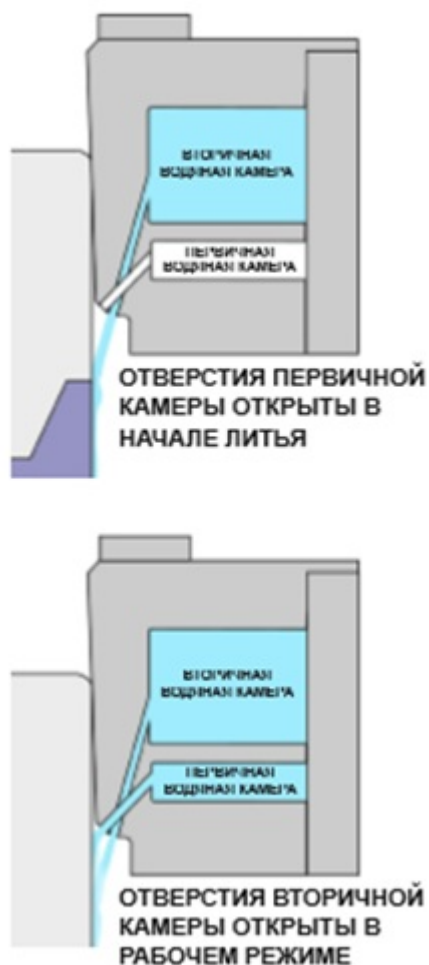 ВТОРИЧНАЯ
ВОДЯНАЯ КАМЕРА
ПЕРВИЧНАЯ
ВОДЯНАЯ КАМЕРА
ОТВЕРСТИЯ ПЕРВИЧНОЙ
КАМЕРЫ ОТКРЫТЫ В
НАЧАЛЕ ЛИТЬЯ
ВТОРИЧНАЯ
ВОДЯНАЯ КАМЕРА
ПЕРВИЧНАЯ
ВОДЯНАЯ КАМЕРА
ОТВЕРСТИЯ ВТОРИЧНОЙ
КАМЕРЫ ОТКРЫТЫ В
РАБОЧЕМ РЕЖИМЕ